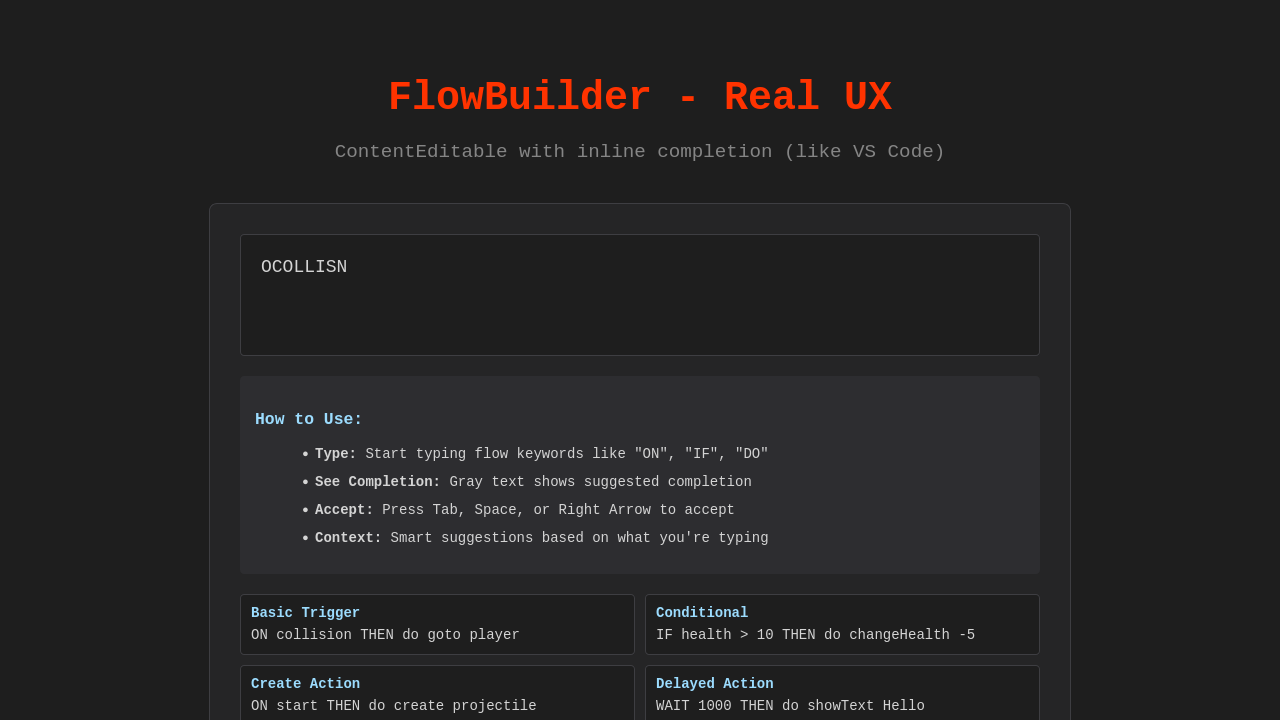 FlowBuilder - Real UX
ContentEditable with inline completion (like VS Code)
OCOLLISN
How to Use:
• Type: Start typing flow keywords like "ON", "IF", "DO"
• See Completion: Gray text shows suggested completion
• Accept: Press Tab, Space, or Right Arrow to accept
• Context: Smart suggestions based on what you're typing
Basic Trigger
ON collision THEN do goto player
Conditional
IF health > 10 THEN do changeHealth -5
Create Action
ON start THEN do create projectile
Delayed Action
WAIT 1000 THEN do showText Hello